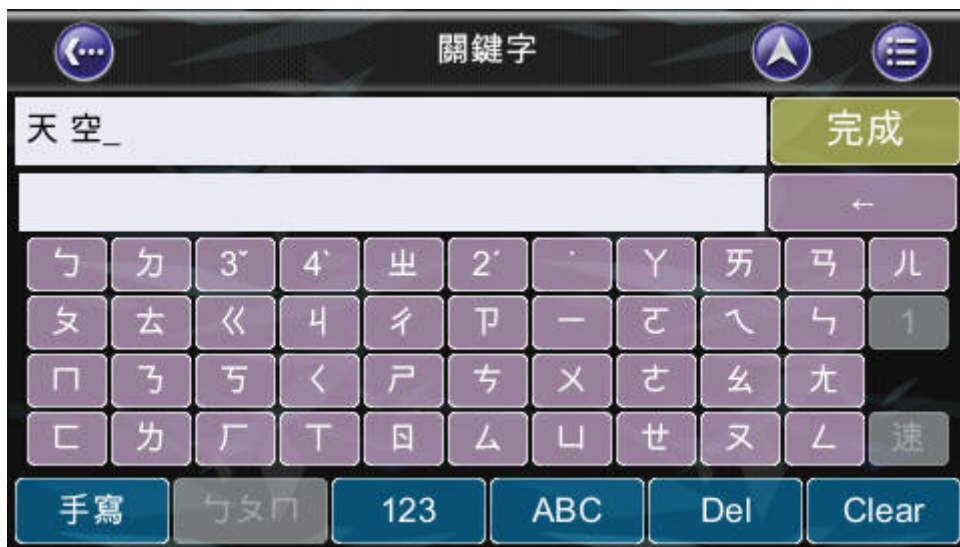 關鍵字
天 空_ 完成
←
ㄅ ㄉ 3ˇ 4ˋ ㄓ 2ˊ ˙ ㄚ ㄞ ㄢ ㄦ
ㄆ ㄊ ㄍ ㄐ ㄔ ㄗ ㄧ ㄛ ㄟ ㄣ 1
ㄇ ㄋ ㄎ ㄑ ㄕ ㄘ ㄨ ㄜ ㄠ ㄤ
ㄈ ㄌ ㄏ ㄒ ㄖ ㄙ ㄩ ㄝ ㄡ ㄥ 速
手寫 ㄅㄆㄇ 123 ABC Del Clear